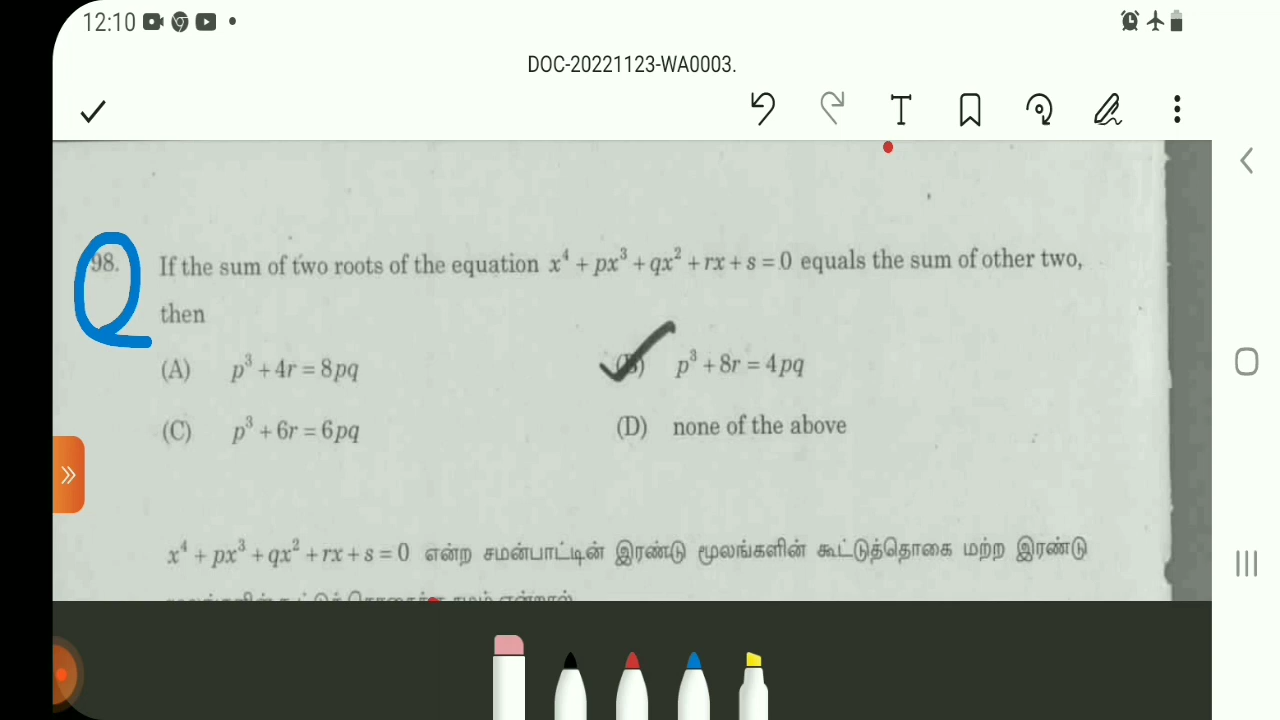 12:10
DOC-20221123-WA0003.
T
Q
98. If the sum of two roots of the equation x⁴ + px³ + qx² + rx + s = 0 equals the sum of other two,
then
(A) p³ + 4r = 8pq
(B) p³ + 8r = 4pq
(C) p³ + 6r = 6pq
(D) none of the above
x⁴ + px³ + qx² + rx + s = 0 என்ற சமன்பாட்டின் இரண்டு மூலங்களின் கூட்டுத்தொகை மற்ற இரண்டு